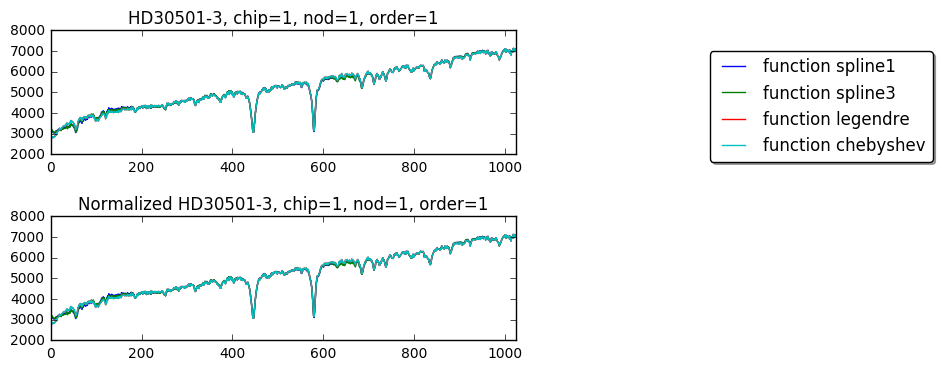 HD30501-3, chip=1, nod=1, order=1
8000
7000
6000
5000
4000
3000
2000
0 200 400 600 800 1000
function spline1
function spline3
function legendre
function chebyshev
Normalized HD30501-3, chip=1, nod=1, order=1
8000
7000
6000
5000
4000
3000
2000
0 200 400 600 800 1000